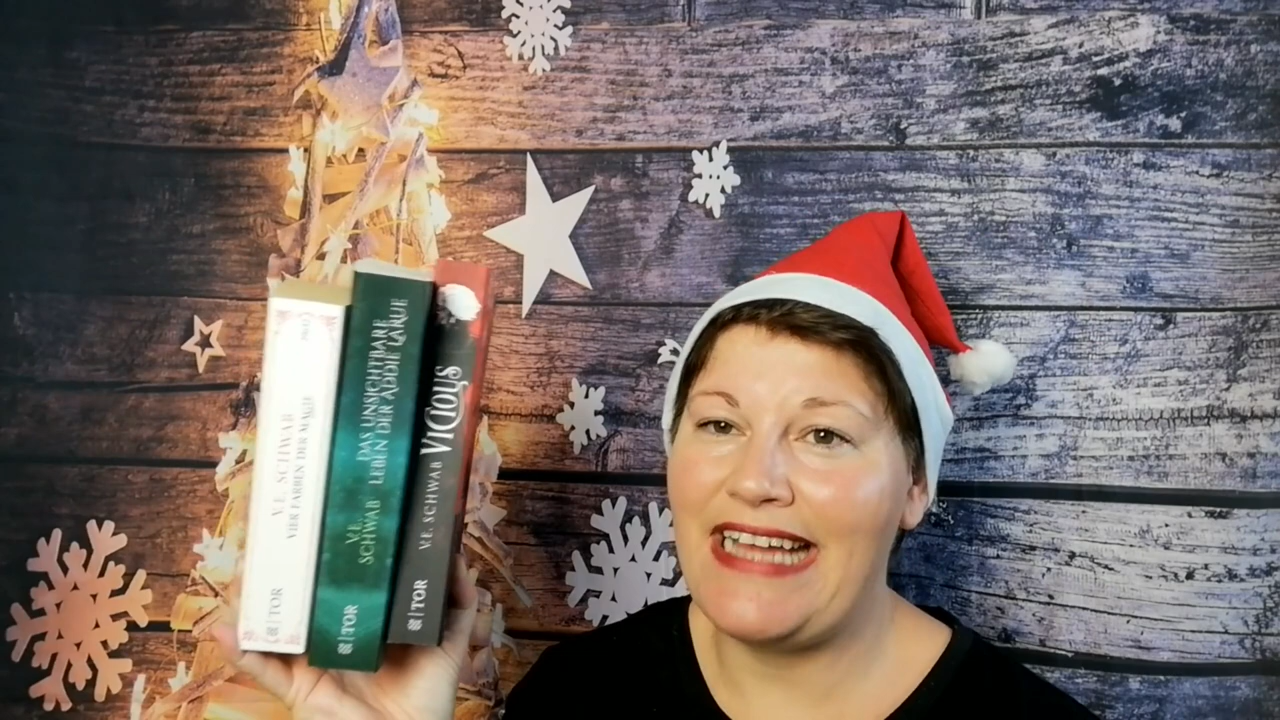 V.E. SCHWAB
VIER FARBEN DER MAGIE
TOR
V.E.
SCHWAB
DAS UNSICHTBARE
LEBEN DER ADDIE LARUE
TOR
V.E. SCHWAB VICIOUS
TOR